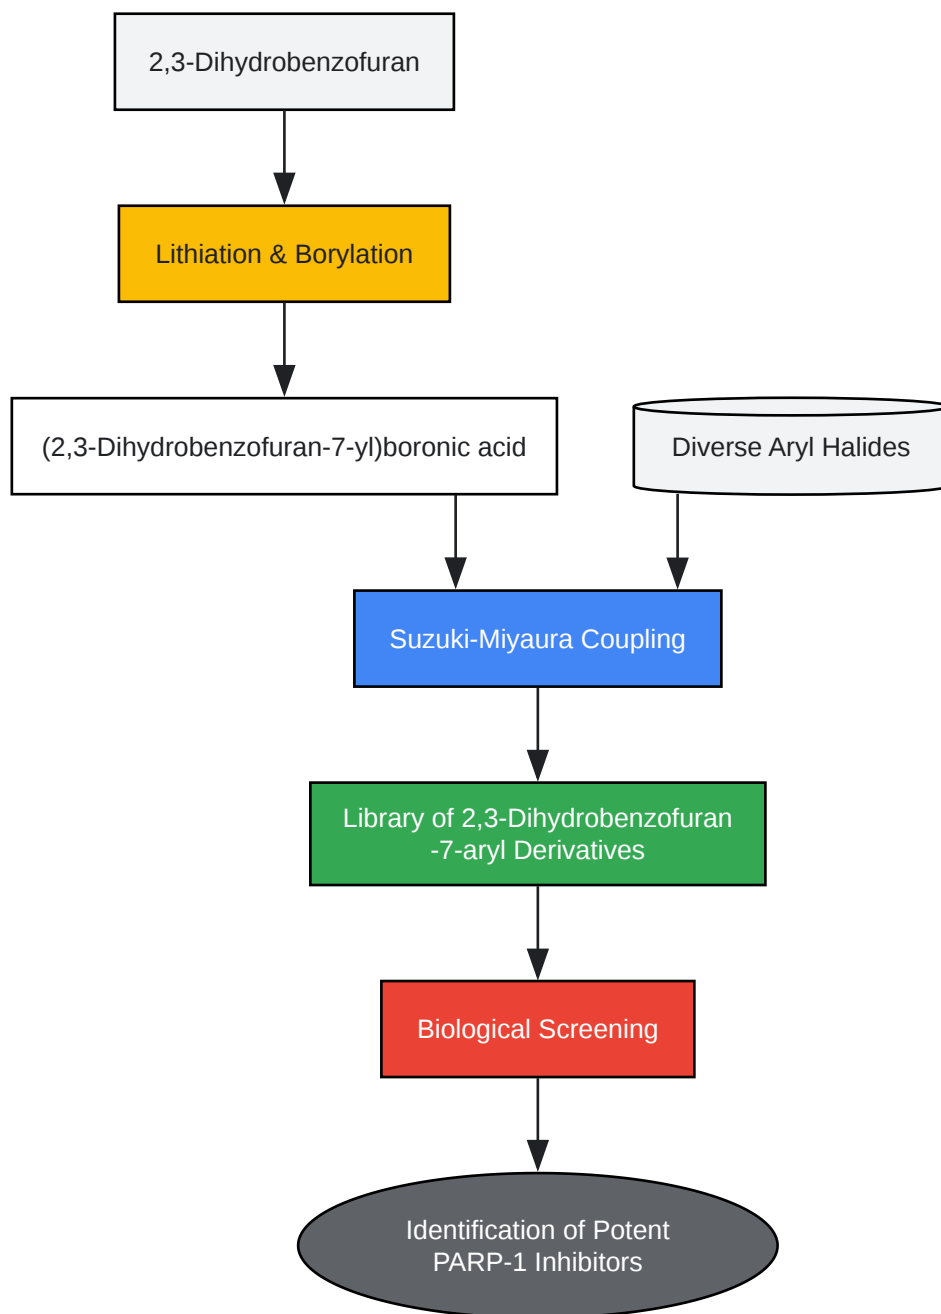 2,3-Dihydrobenzofuran
Lithiation & Borylation
(2,3-Dihydrobenzofuran-7-yl)boronic acid
Diverse Aryl Halides
Suzuki-Miyaura Coupling
Library of 2,3-Dihydrobenzofuran
-7-aryl Derivatives
Biological Screening
Identification of Potent
PARP-1 Inhibitors